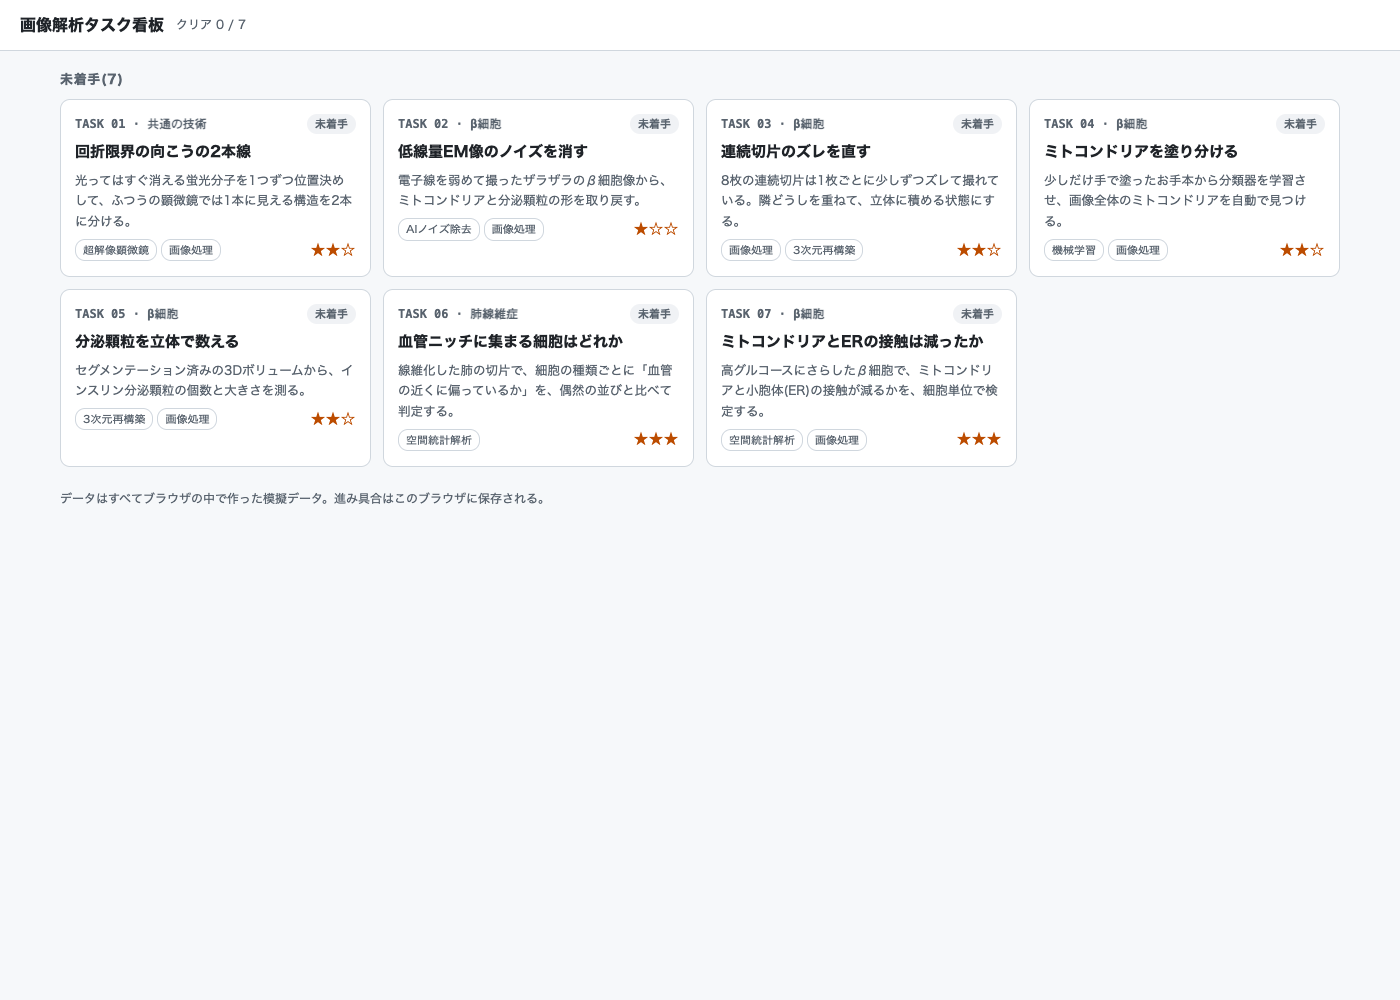 画像解析タスク看板 クリア 0 / 7
未着手(7)
TASK 01 · 共通の技術 未着手
回折限界の向こうの2本線
光ってはすぐ消える蛍光分子を1つずつ位置決め
して、ふつうの顕微鏡では1本に見える構造を2本
に分ける。
超解像顕微鏡 画像処理 ★★☆
TASK 02 · β細胞 未着手
低線量EM像のノイズを消す
電子線を弱めて撮ったザラザラのβ細胞像から、
ミトコンドリアと分泌顆粒の形を取り戻す。
AIノイズ除去 画像処理 ★☆☆
TASK 03 · β細胞 未着手
連続切片のズレを直す
8枚の連続切片は1枚ごとに少しずつズレて撮れて
いる。隣どうしを重ねて、立体に積める状態にす
る。
画像処理 3次元再構築 ★★☆
TASK 04 · β細胞 未着手
ミトコンドリアを塗り分ける
少しだけ手で塗ったお手本から分類器を学習さ
せ、画像全体のミトコンドリアを自動で見つけ
る。
機械学習 画像処理 ★★☆
TASK 05 · β細胞 未着手
分泌顆粒を立体で数える
セグメンテーション済みの3Dボリュームから、イ
ンスリン分泌顆粒の個数と大きさを測る。
3次元再構築 画像処理 ★★☆
TASK 06 · 肺線維症 未着手
血管ニッチに集まる細胞はどれか
線維化した肺の切片で、細胞の種類ごとに「血管
の近くに偏っているか」を、偶然の並びと比べて
判定する。
空間統計解析 ★★★
TASK 07 · β細胞 未着手
ミトコンドリアとERの接触は減ったか
高グルコースにさらしたβ細胞で、ミトコンドリ
アと小胞体(ER)の接触が減るかを、細胞単位で検
定する。
空間統計解析 画像処理 ★★★
データはすべてブラウザの中で作った模擬データ。進み具合はこのブラウザに保存される。